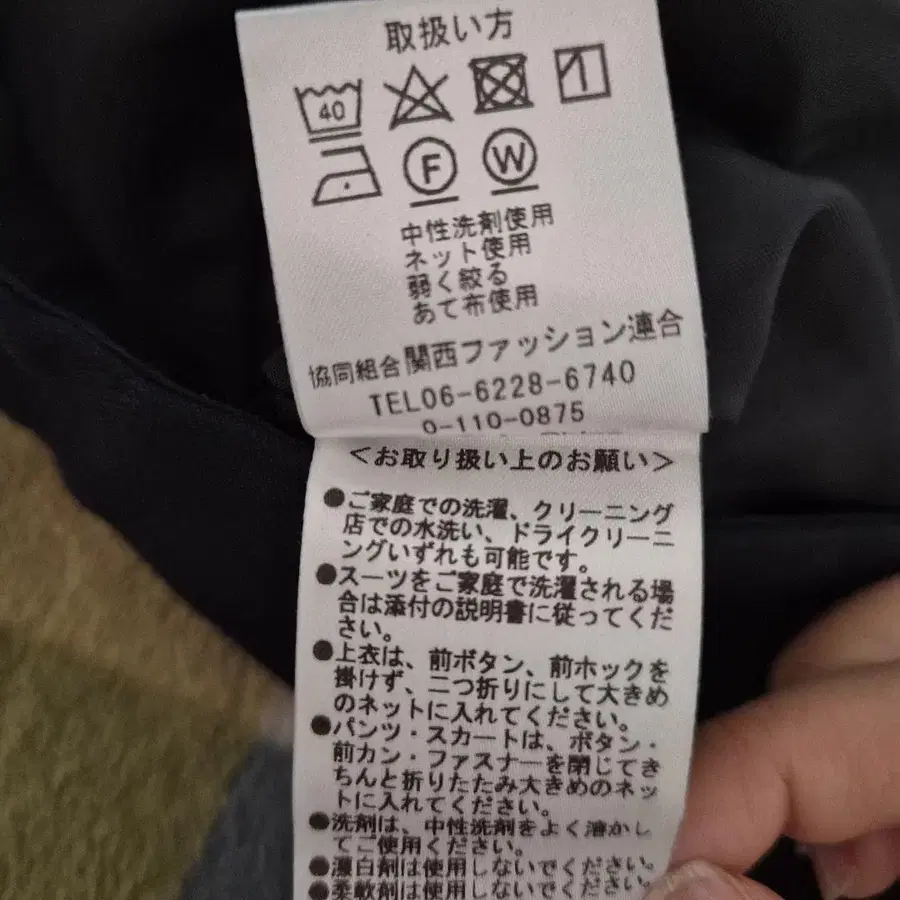 取扱い方
40
F W
中性洗剤使用
ネット使用
弱く絞る
あて布使用
協同組合関西ファッション連合
TEL06-6228-6740
0-110-0875
<お取り扱い上のお願い>
●ご家庭での洗濯、クリーニング
店での水洗い、ドライクリーニ
ングいずれも可能です。
●スーツをご家庭で洗濯される場
合は添付の説明書に従ってくだ
さい。
●上衣は、前ボタン、前ホックを
掛けず、二つ折りにして大きめ
のネットに入れてください。
●パンツ・スカートは、ボタン・
前カン・ファスナーを閉じてき
ちんと折りたたみ大きめのネッ
トに入れてください。
●洗剤は、中性洗剤をよく溶かし
てご使用ください。
●漂白剤は使用しないでください。
●柔軟剤は使用しないでください。